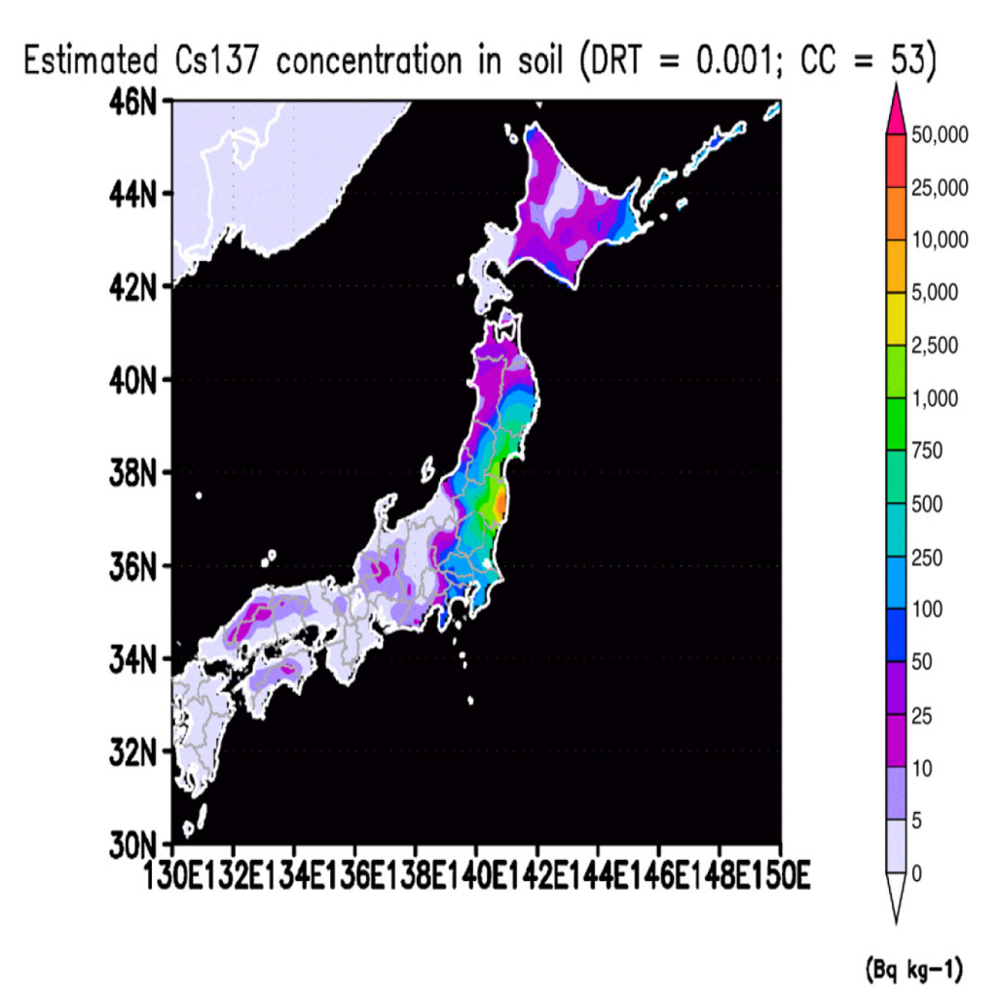 Estimated Cs137 concentration in soil (DRT = 0.001; CC = 53)
46N
44N
42N
40N
38N
36N
34N
32N
30N
130E132E134E136E138E140E142E144E146E148E150E
50,000
25,000
10,000
5,000
2,500
1,000
750
500
250
100
50
25
10
5
0
(Bq kg-1)